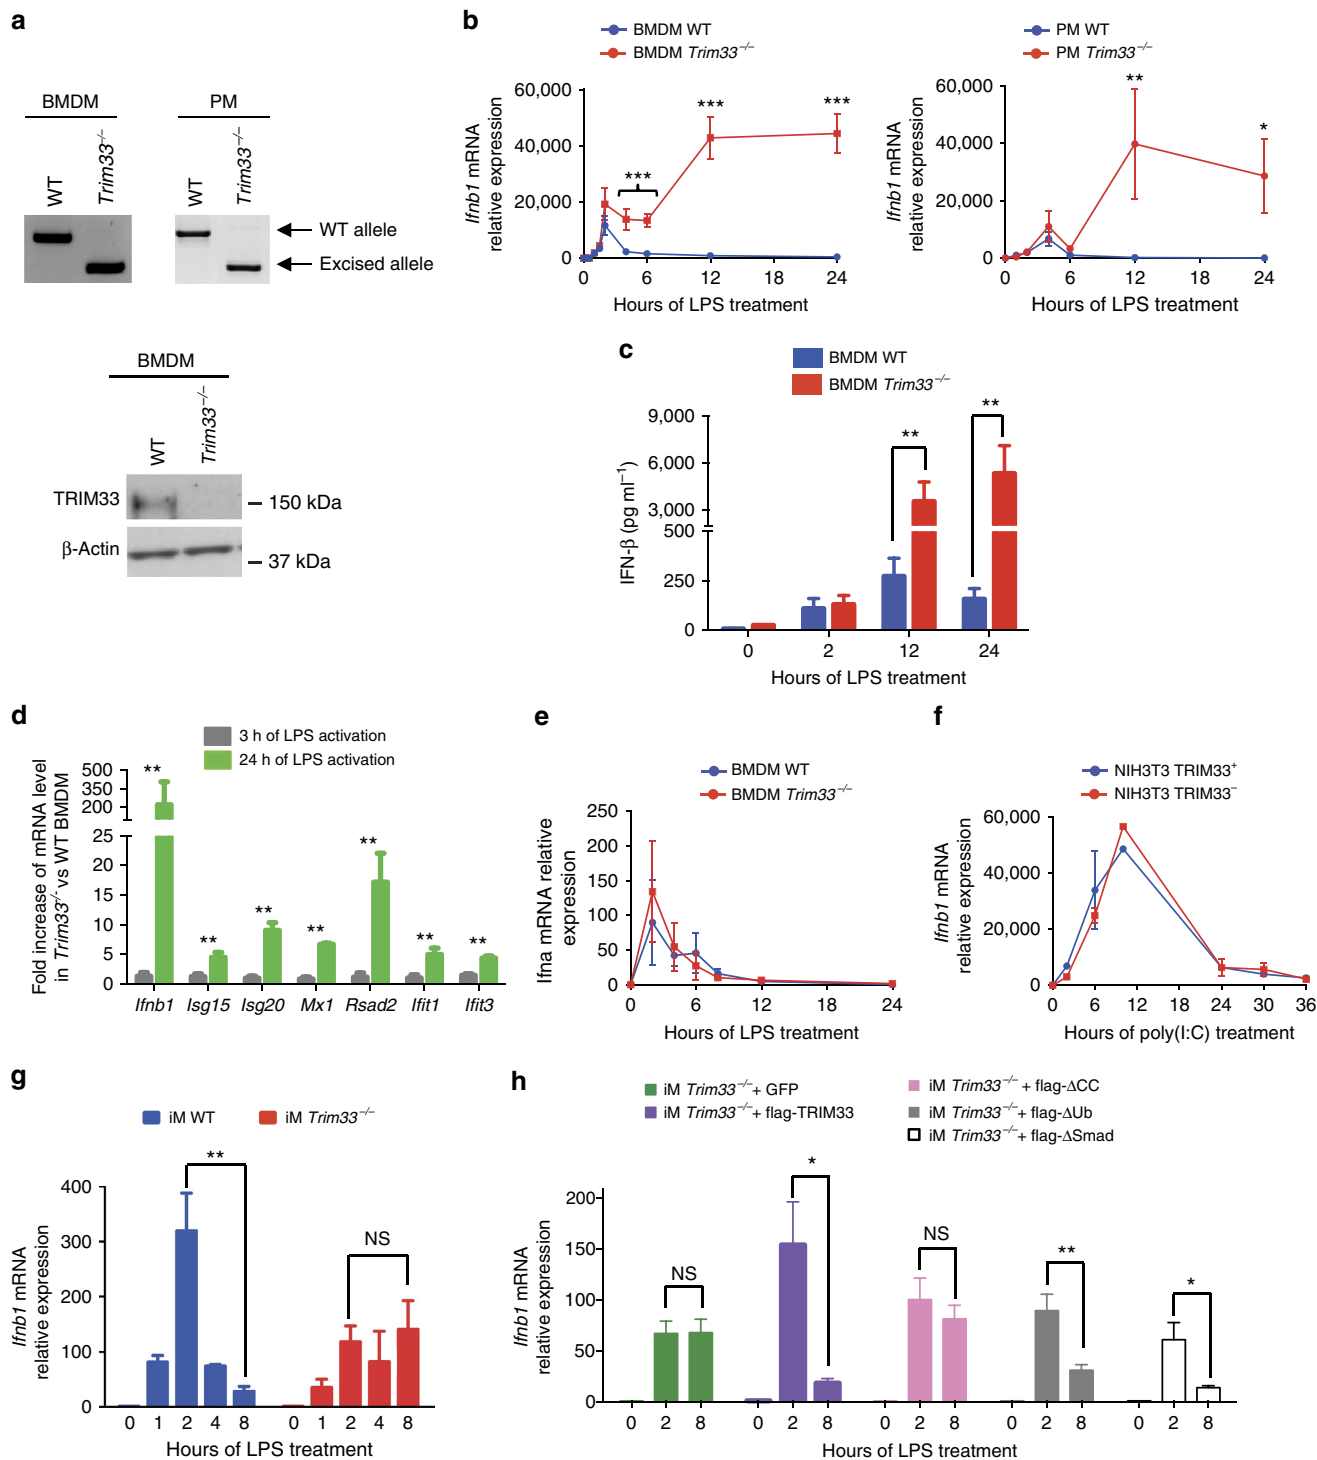 a
BMDM
PM
WT
Trim33−/−
WT
Trim33−/−
WT allele
Excised allele
BMDM
WT
Trim33−/−
TRIM33
150 kDa
β-Actin
37 kDa
b
BMDM WT
BMDM Trim33−/−
60,000
40,000
20,000
0
Ifnb1 mRNA
relative expression
***
***
***
0 6 12 18 24
Hours of LPS treatment
PM WT
PM Trim33−/−
60,000
40,000
20,000
0
Ifnb1 mRNA
relative expression
**
*
0 6 12 18 24
Hours of LPS treatment
c
BMDM WT
BMDM Trim33−/−
9,000
6,000
3,000
500
250
0
IFN-β (pg ml−1)
**
**
0 2 12 24
Hours of LPS treatment
d
3 h of LPS activation
24 h of LPS activation
Fold increase of mRNA level
in Trim33−/− vs WT BMDM
500
350
200
25
20
15
10
5
0
** ** ** ** ** ** **
Ifnb1 Isg15 Isg20 Mx1 Rsad2 Ifit1 Ifit3
e
BMDM WT
BMDM Trim33−/−
250
200
150
100
50
0
Ifna mRNA relative
expression
0 4 8 12 16 20 24
Hours of LPS treatment
f
NIH3T3 TRIM33+
NIH3T3 TRIM33−
60,000
40,000
20,000
0
Ifnb1 mRNA
relative expression
0 6 12 18 24 30 36
Hours of poly(I:C) treatment
g
iM WT
iM Trim33−/−
400
300
200
100
0
Ifnb1 mRNA
relative expression
**
NS
0 1 2 4 8 0 1 2 4 8
Hours of LPS treatment
h
iM Trim33−/−+ GFP
iM Trim33−/−+ flag-TRIM33
iM Trim33−/− + flag-ΔCC
iM Trim33−/−+ flag-ΔUb
iM Trim33−/−+ flag-ΔSmad
200
150
100
50
0
Ifnb1 mRNA
relative expression
NS
*
NS
**
*
0 2 8 0 2 8 0 2 8 0 2 8 0 2 8
Hours of LPS treatment